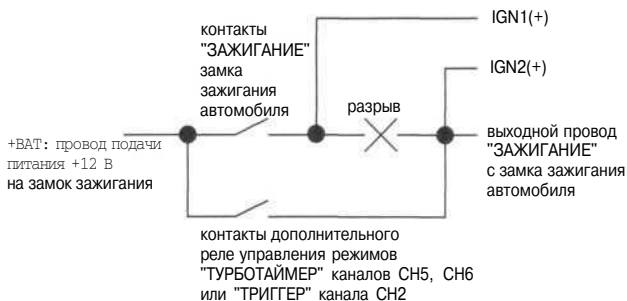 IGN1(+)
контакты
"ЗАЖИГАНИЕ"
замка
зажигания
автомобиля
IGN2(+)
разрыв
+BAT: провод подачи
питания +12 В
на замок зажигания
выходной провод
"ЗАЖИГАНИЕ"
с замка зажигания
автомобиля
контакты дополнительного
реле управления режимов
"ТУРБОТАЙМЕР" каналов CH5, CH6
или "ТРИГГЕР" канала CH2